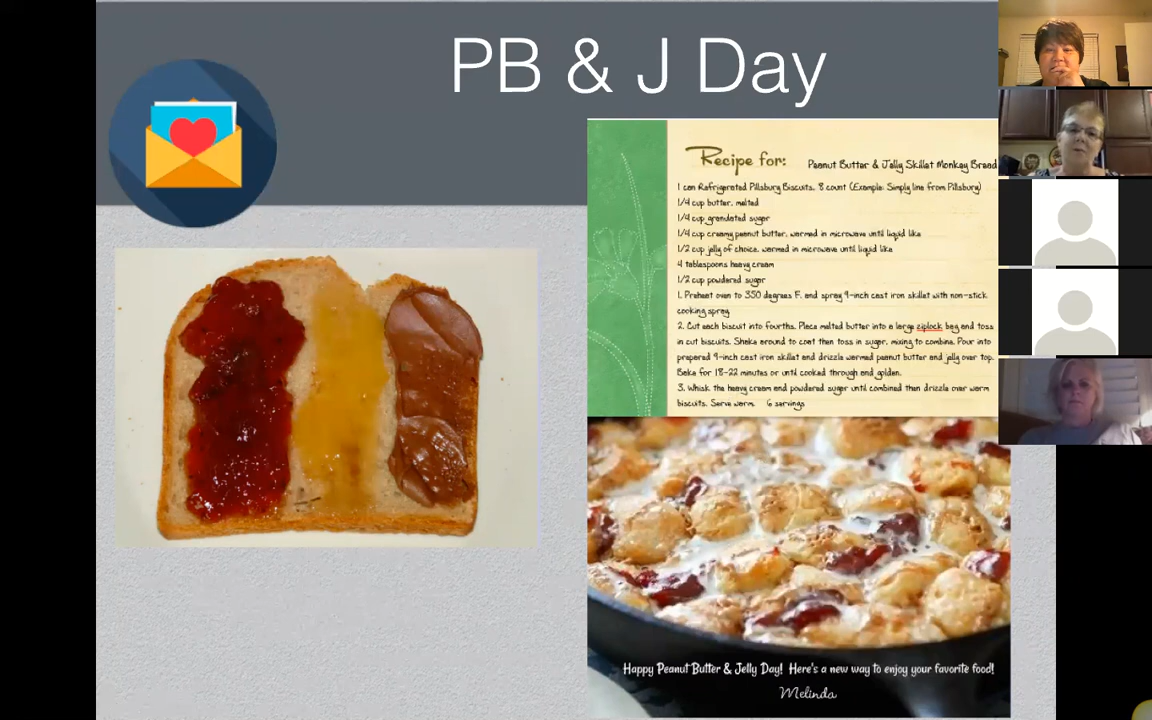 PB & J Day
Recipe for: Peanut Butter & Jelly Skillet Monkey Bread
1 can Refrigerated Pillsbury Biscuits, 8 count (Example: Simply line from Pillsbury)
1/4 cup butter, melted
1/4 cup granulated sugar
1/4 cup creamy peanut butter, warmed in microwave until liquid like
1/2 cup jelly of choice, warmed in microwave until liquid like
4 tablespoons heavy cream
1/2 cup powdered sugar
1. Preheat oven to 350 degrees F. and spray 9-inch cast iron skillet with non-stick
cooking spray.
2. Cut each biscuit into fourths. Place melted butter into a large ziplock bag and toss
in cut biscuits. Shake around to coat then toss in sugar, mixing to combine. Pour into
prepared 9-inch cast iron skillet and drizzle warmed peanut butter and jelly over top.
Bake for 18-22 minutes or until cooked through and golden.
3. Whisk the heavy cream and powdered sugar until combined then drizzle over warm
biscuits. Serve warm. 6 servings
Happy Peanut Butter & Jelly Day! Here's a new way to enjoy your favorite food!
Melinda